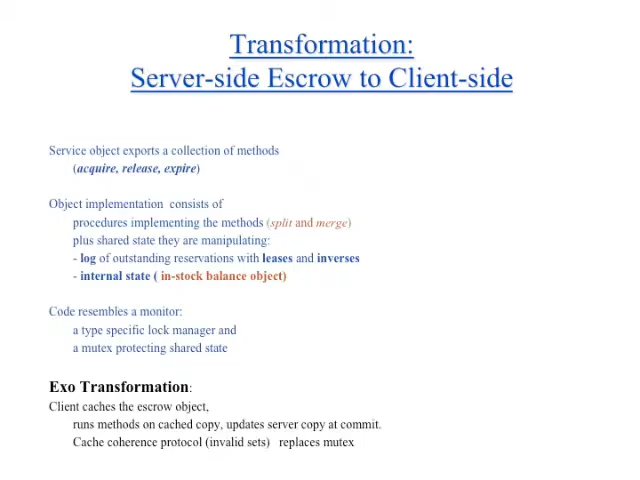 Transformation:
Server-side Escrow to Client-side
Service object exports a collection of methods
(acquire, release, expire)
Object implementation consists of
procedures implementing the methods (split and merge)
plus shared state they are manipulating:
- log of outstanding reservations with leases and inverses
- internal state ( in-stock balance object)
Code resembles a monitor:
a type specific lock manager and
a mutex protecting shared state
Exo Transformation:
Client caches the escrow object,
runs methods on cached copy, updates server copy at commit.
Cache coherence protocol (invalid sets) replaces mutex